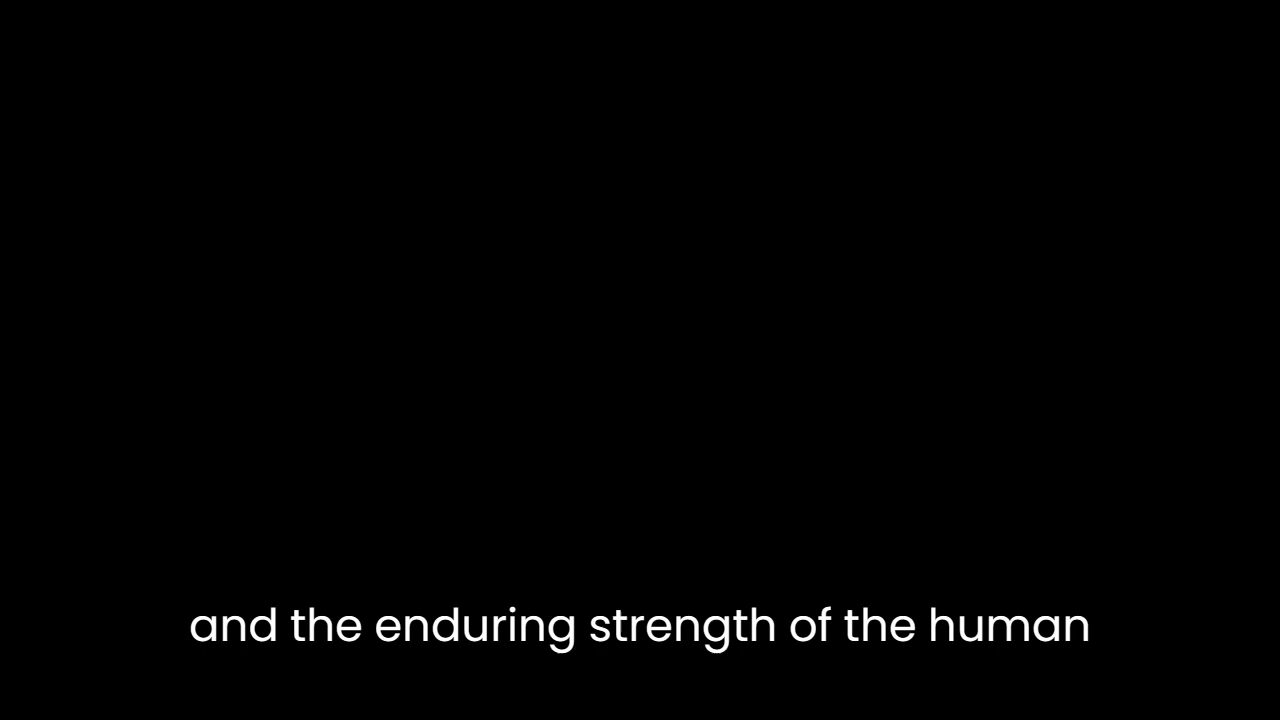 and the enduring strength of the human